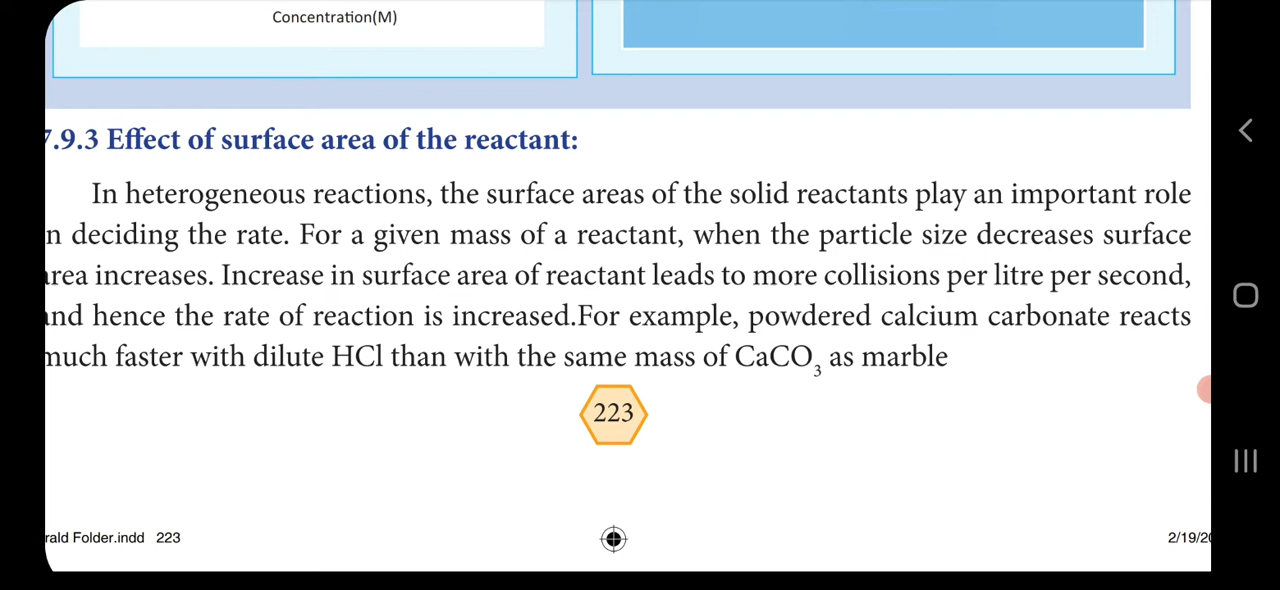 Concentration(M)
7.9.3 Effect of surface area of the reactant:
In heterogeneous reactions, the surface areas of the solid reactants play an important role
n deciding the rate. For a given mass of a reactant, when the particle size decreases surface
area increases. Increase in surface area of reactant leads to more collisions per litre per second,
and hence the rate of reaction is increased.For example, powdered calcium carbonate reacts
much faster with dilute HCl than with the same mass of CaCO₃ as marble
223
rald Folder.indd 223
2/19/20